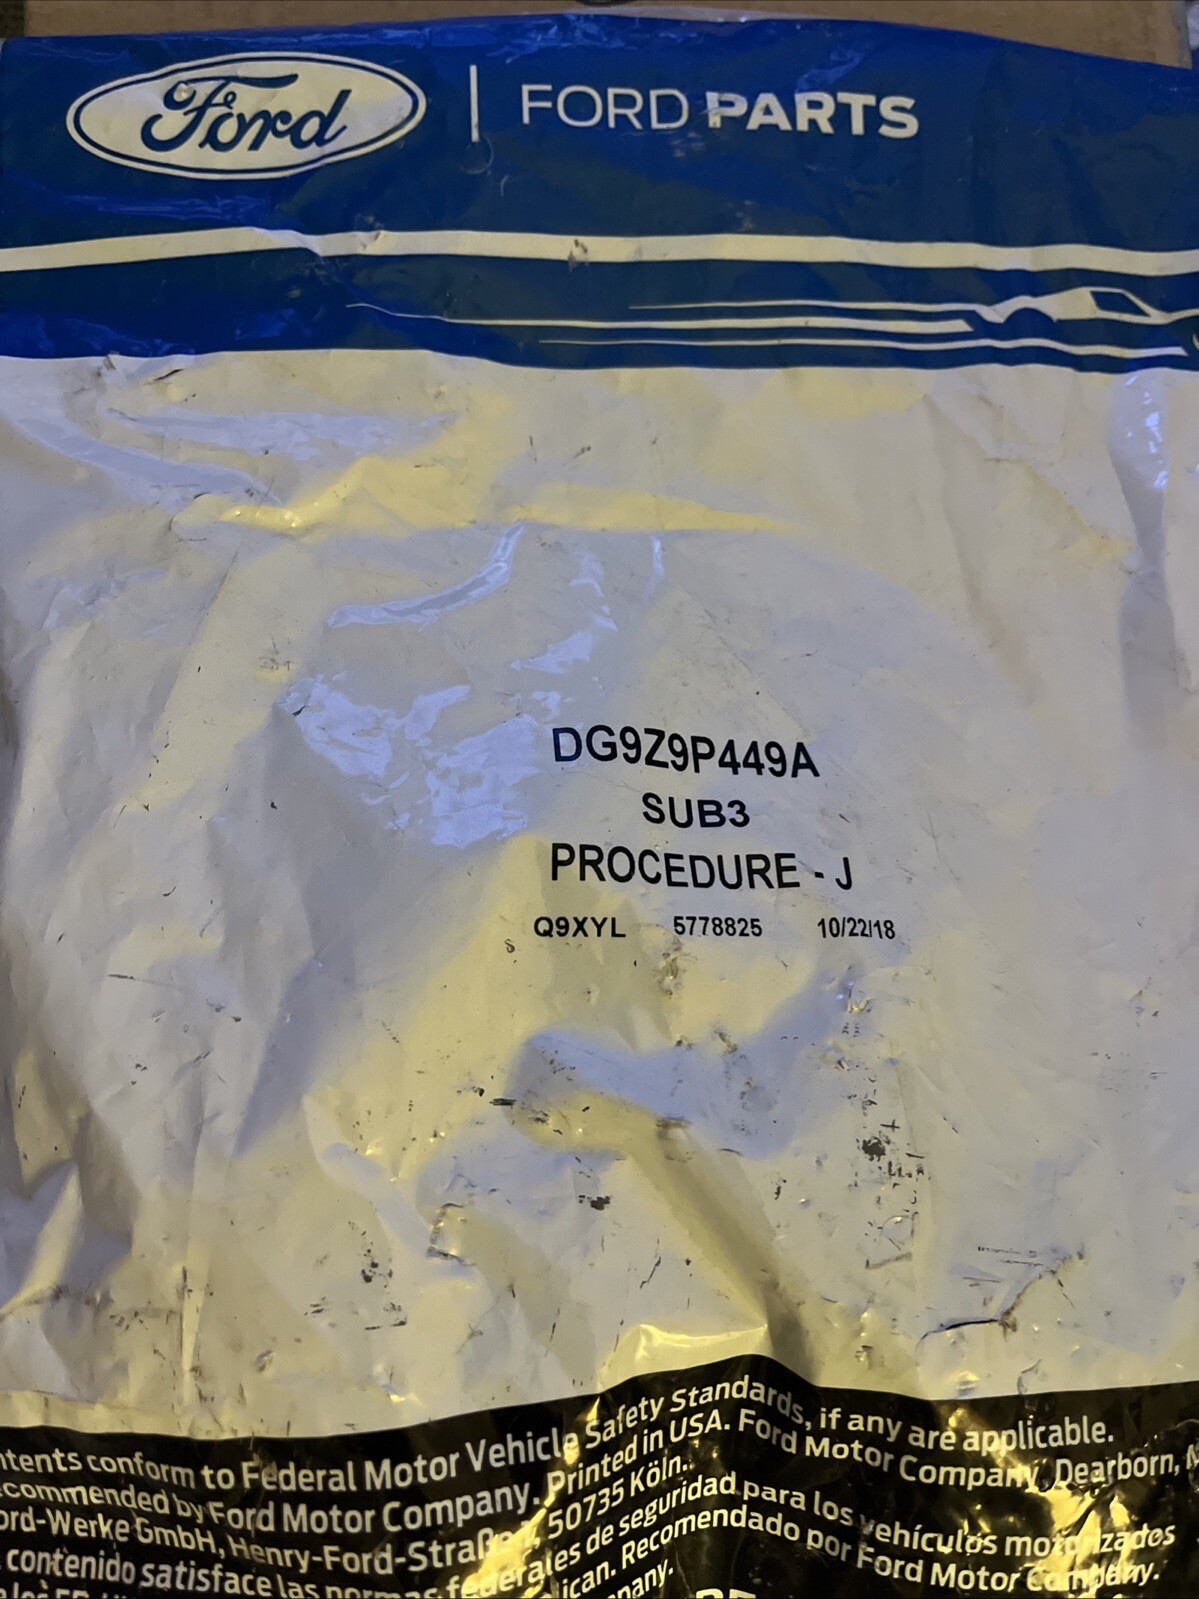 Ford
FORD PARTS
DG9Z9P449A
SUB3
PROCEDURE - J
Q9XYL 5778825 10/22/18
ntents conform to Federal Motor Vehicle Safety Standards, if any are applicable.
commended by Ford Motor Company. Printed in USA. Ford Motor Company, Dearborn,
ord-Werke GmbH, Henry-Ford-Straße 50735 Köln.
contenido satisface las normas federales de seguridad para los vehículos motorizados
ican. Recomendado por Ford Motor Company.
pany.